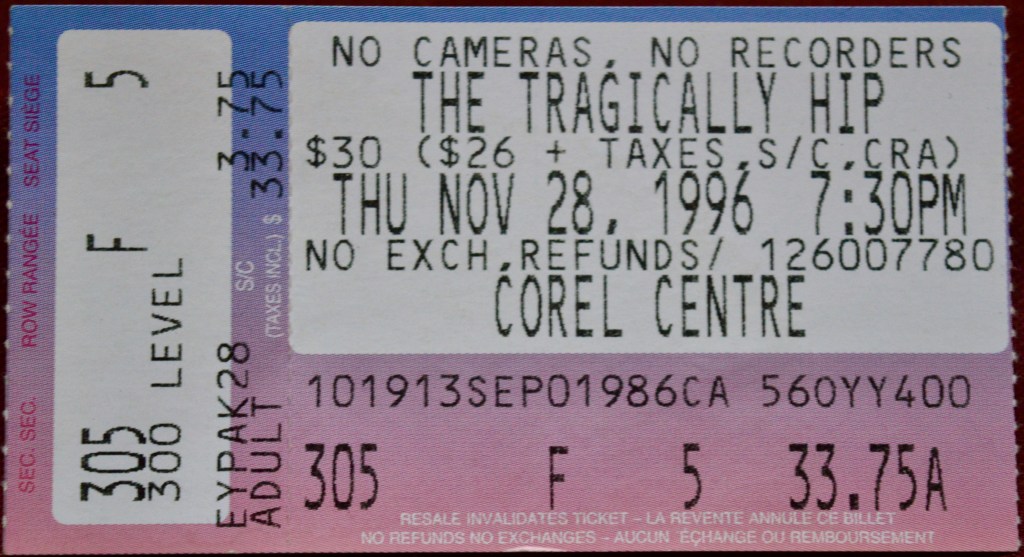 SEC. SEC. ROW RANGÉE SEAT SIÈGE
305 F 5
300 LEVEL
EYPAK28 3.75
S/C
ADULT 33.75
(TAXES INCL.) $
NO CAMERAS, NO RECORDERS
THE TRAGICALLY HIP
$30 ($26 + TAXES,S/C,CRA)
THU NOV 28, 1996 7:30PM
NO EXCH,REFUNDS/ 126007780
COREL CENTRE
101913SEP01986CA 560YY400
305 F 5 33.75A
RESALE INVALIDATES TICKET – LA REVENTE ANNULE CE BILLET
NO REFUNDS NO EXCHANGES – AUCUN ÉCHANGE OU REMBOURSEMENT